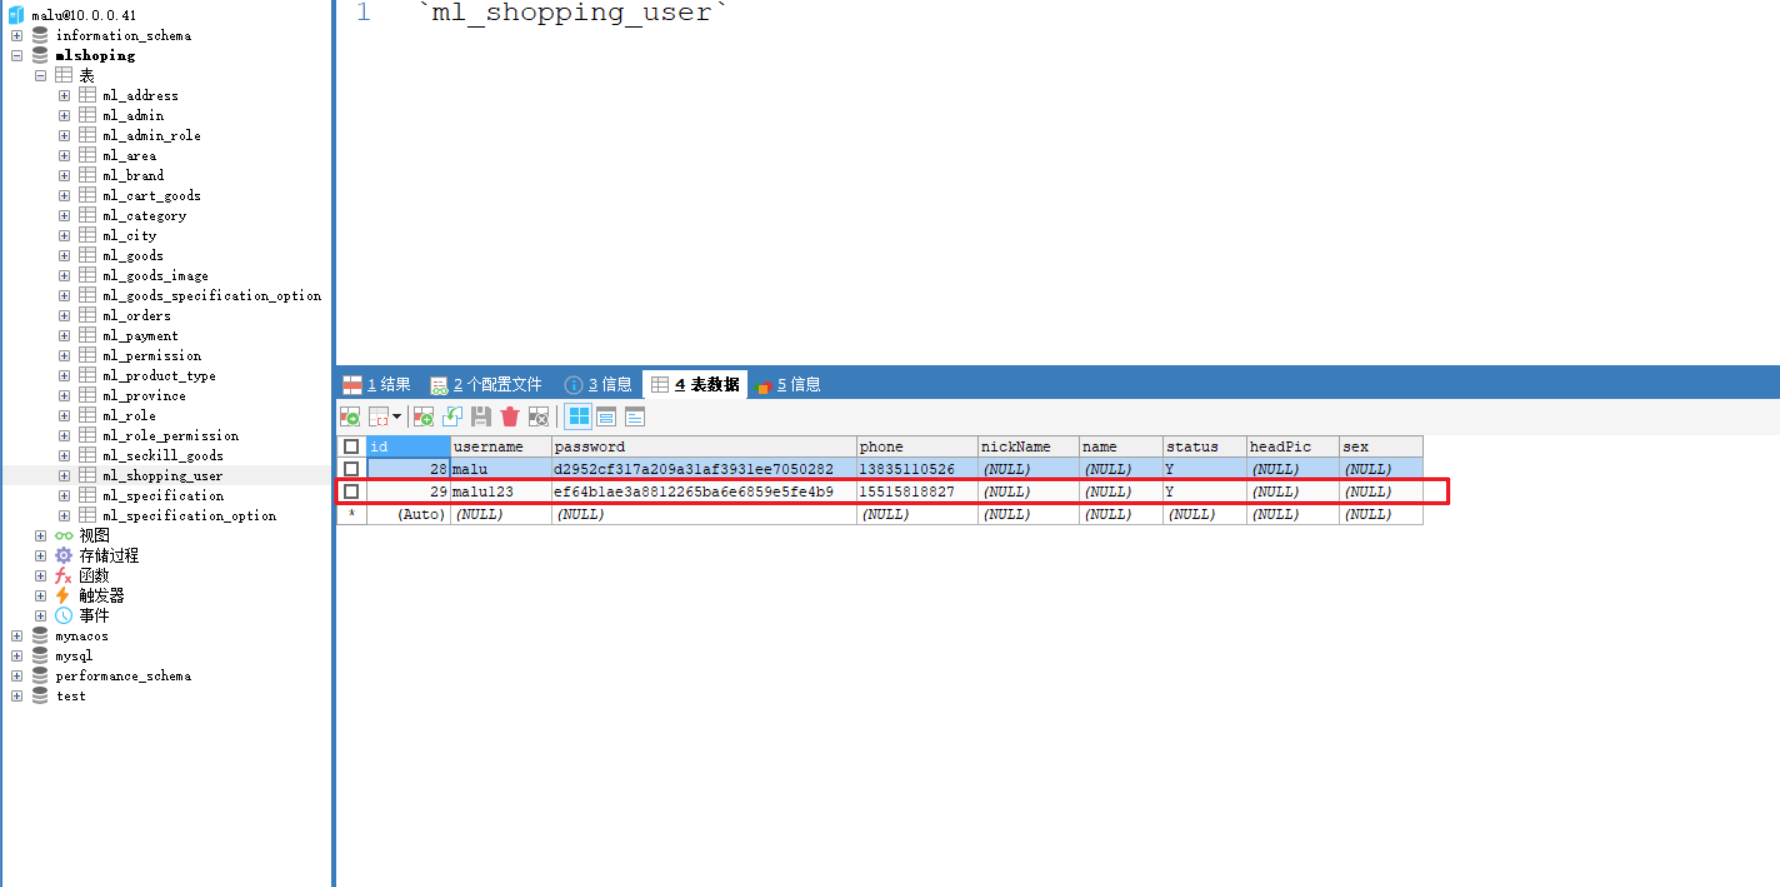 malu@10.0.0.41
information_schema
mlshoping
表
ml_address
ml_admin
ml_admin_role
ml_area
ml_brand
ml_cart_goods
ml_category
ml_city
ml_goods
ml_goods_image
ml_goods_specification_option
ml_orders
ml_payment
ml_permission
ml_product_type
ml_province
ml_role
ml_role_permission
ml_seckill_goods
ml_shopping_user
ml_specification
ml_specification_option
视图
存储过程
函数
触发器
事件
mynacos
mysql
performance_schema
test
1 `ml_shopping_user`
1 结果 2 个配置文件 3 信息 4 表数据 5 信息
id username password phone nickName name status headPic sex
28 malu d2952cf317a209a31af3931ee7050282 13835110526 (NULL) (NULL) Y (NULL) (NULL)
29 malu123 ef64b1ae3a8812265ba6e6859e5fe4b9 15515818827 (NULL) (NULL) Y (NULL) (NULL)
* (Auto) (NULL) (NULL) (NULL) (NULL) (NULL) (NULL) (NULL) (NULL)